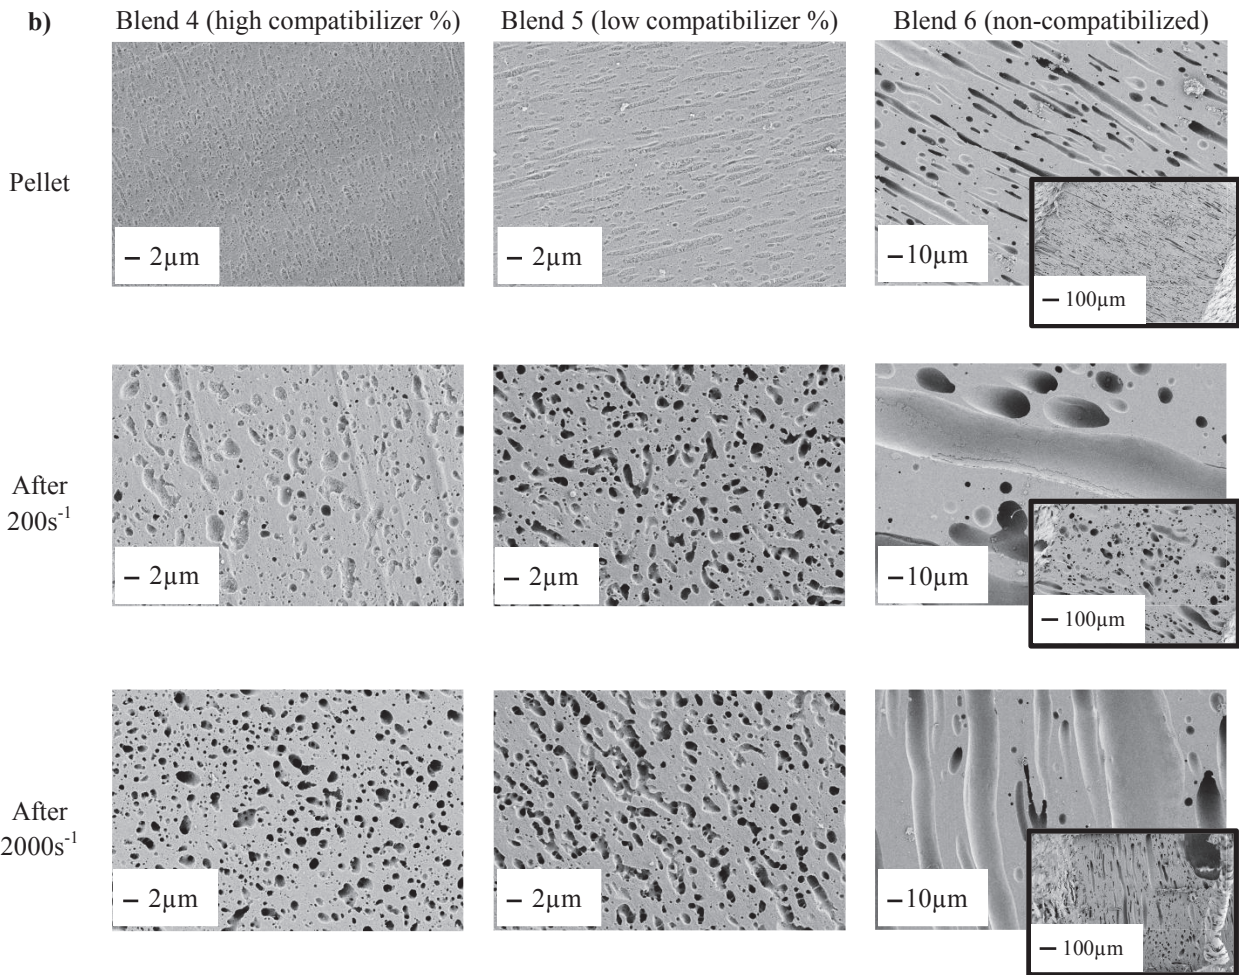 b) Blend 4 (high compatibilizer %) Blend 5 (low compatibilizer %) Blend 6 (non-compatibilized)
Pellet
2µm
2µm
10µm
100µm
After
200s⁻¹
2µm
2µm
10µm
100µm
After
2000s⁻¹
2µm
2µm
10µm
100µm